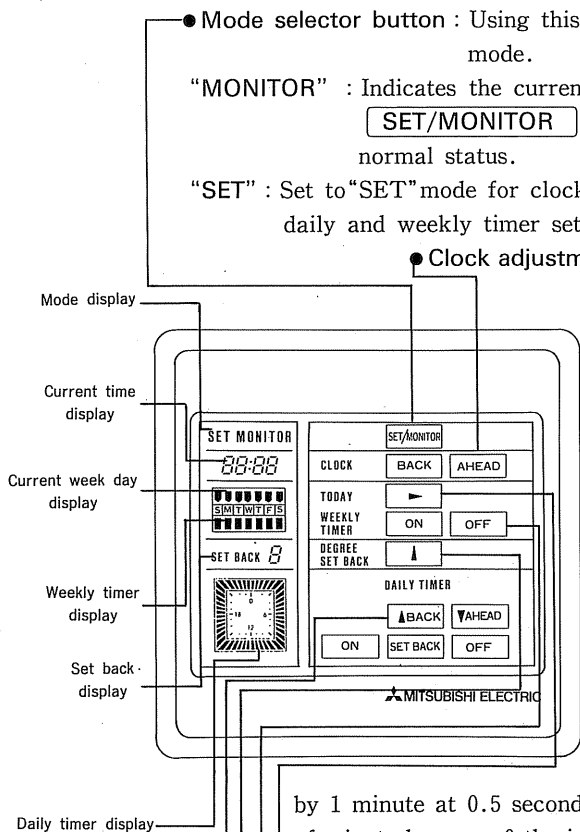 ● Mode selector button : Using this
mode.
“MONITOR” : Indicates the curren
SET/MONITOR
normal status.
“SET” : Set to “SET” mode for clock
daily and weekly timer set
● Clock adjustm
Mode display
Current time
display
Current week day
display
Weekly timer
display
Set back
display
Daily timer display
SET MONITOR
88:88
S M T W T F S
SET BACK 8
0
18 6
12
SET/MONITOR
CLOCK BACK AHEAD
TODAY ►
WEEKLY
TIMER ON OFF
DEGREE
SET BACK ▲
DAILY TIMER
▲BACK ▼AHEAD
ON SET BACK OFF
MITSUBISHI ELECTRIC
by 1 minute at 0.5 second